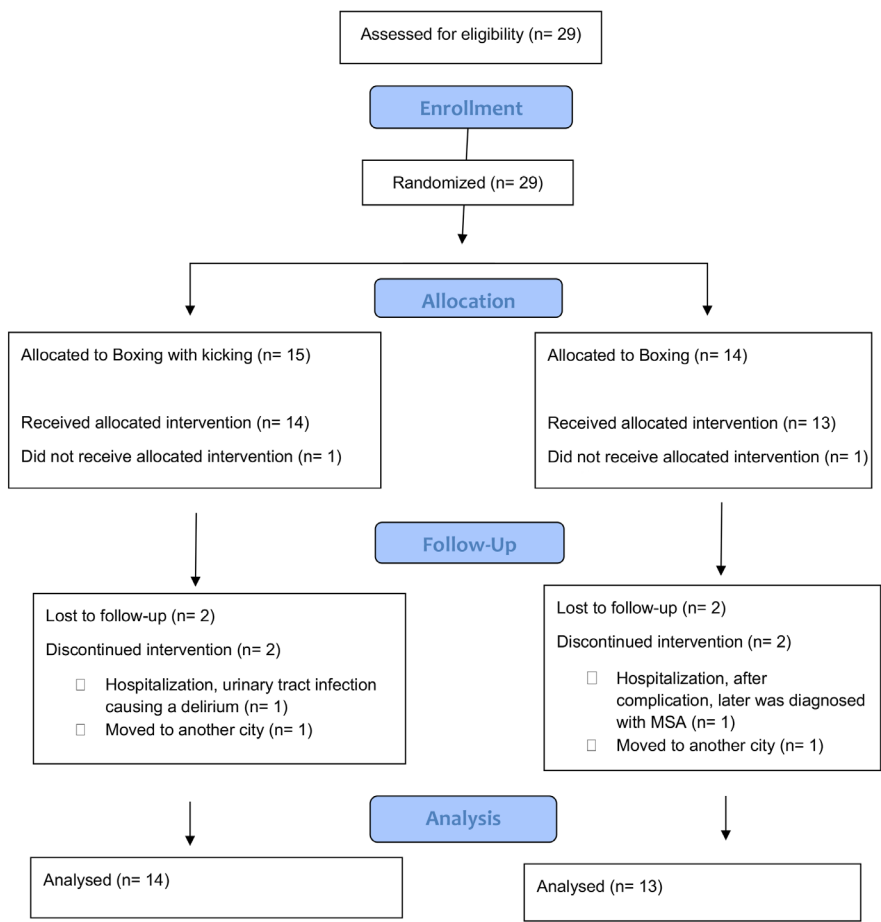 Assessed for eligibility (n= 29)
Enrollment
Randomized (n= 29)
Allocation
Allocated to Boxing with kicking (n= 15)
Received allocated intervention (n= 14)
Did not receive allocated intervention (n= 1)
Allocated to Boxing (n= 14)
Received allocated intervention (n= 13)
Did not receive allocated intervention (n= 1)
Follow-Up
Lost to follow-up (n= 2)
Discontinued intervention (n= 2)
Hospitalization, urinary tract infection
causing a delirium (n= 1)
Moved to another city (n= 1)
Lost to follow-up (n= 2)
Discontinued intervention (n= 2)
Hospitalization, after
complication, later was diagnosed
with MSA (n= 1)
Moved to another city (n= 1)
Analysis
Analysed (n= 14)
Analysed (n= 13)